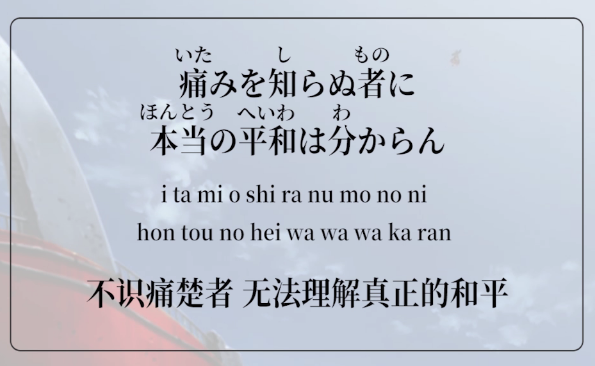 いた し もの
痛みを知らぬ者に
ほんとう へいわ わ
本当の平和は分からん
i ta mi o shi ra nu mo no ni
hon tou no hei wa wa wa ka ran
不识痛楚者 无法理解真正的和平